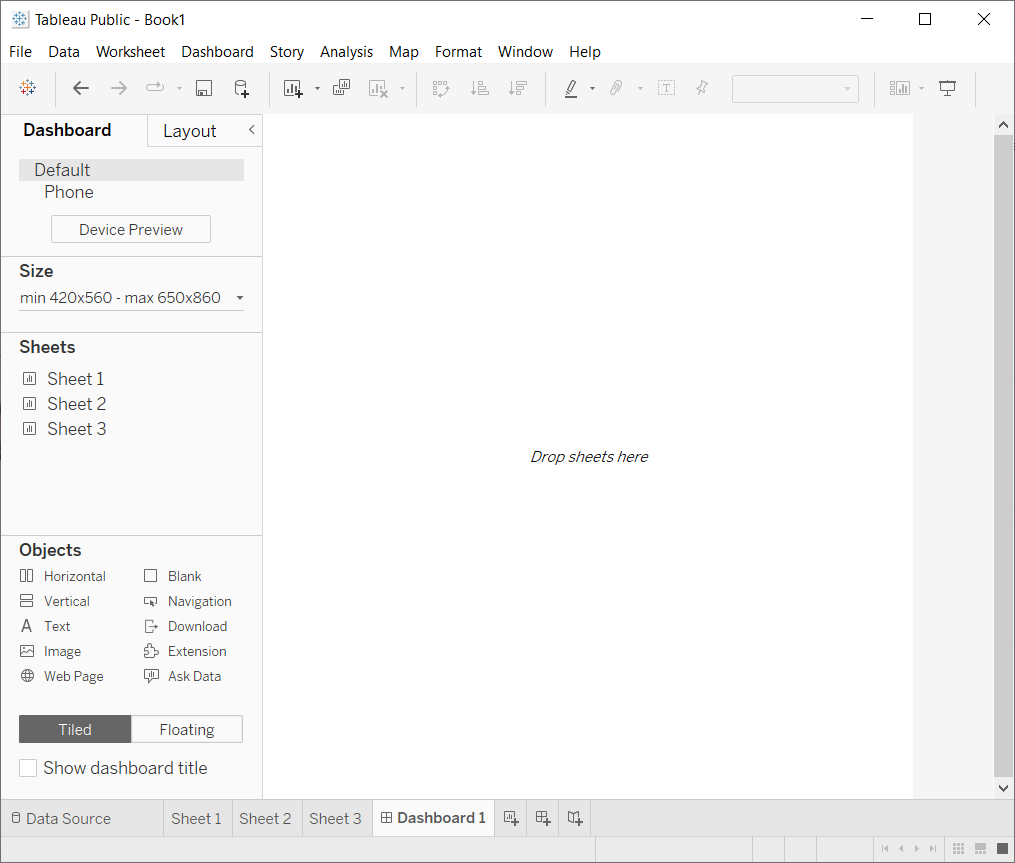 Tableau Public - Book1
File Data Worksheet Dashboard Story Analysis Map Format Window Help
Dashboard Layout
Default
Phone
Device Preview
Size
min 420x560 - max 650x860
Sheets
Sheet 1
Sheet 2
Sheet 3
Drop sheets here
Objects
Horizontal Blank
Vertical Navigation
A Text Download
Image Extension
Web Page Ask Data
Tiled Floating
Show dashboard title
Data Source Sheet 1 Sheet 2 Sheet 3 Dashboard 1